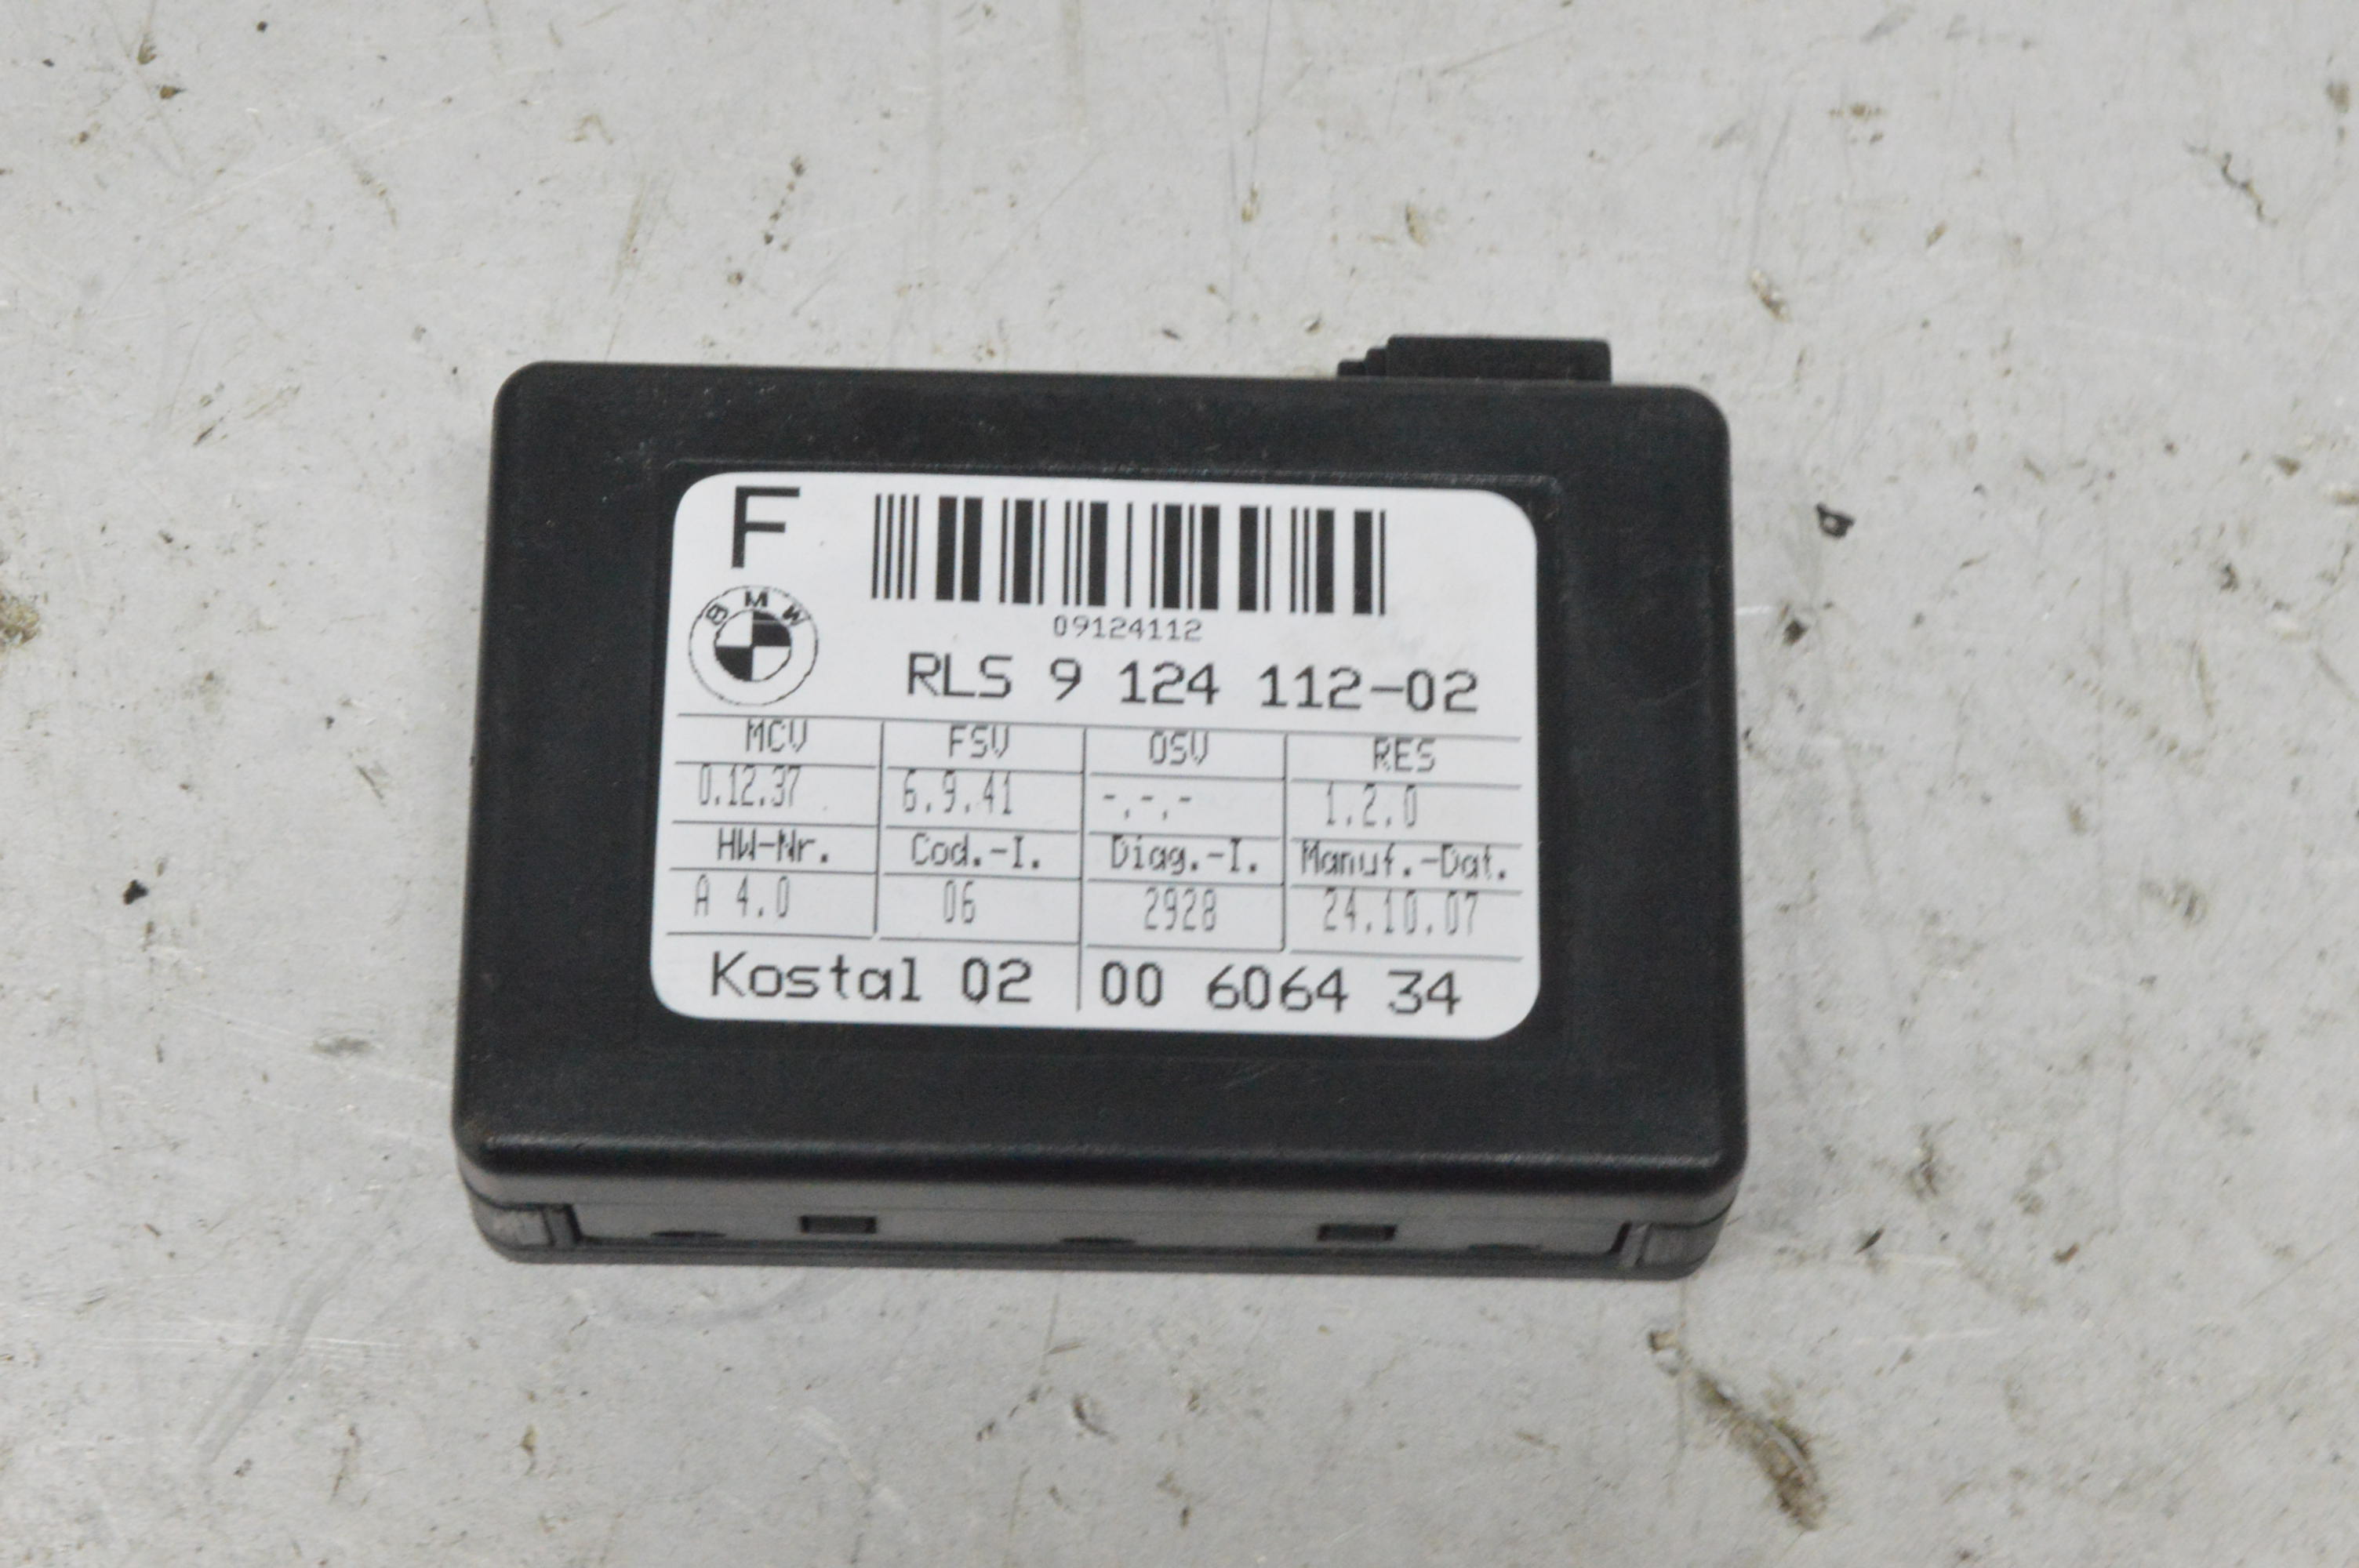 F
09124112
BMW
RLS 9 124 112-02
MCV FSV OSV RES
0.12.37 6.9.41 -.-.- 1.2.0
HW-Nr. Cod.-I. Diag.-I. Manuf.-Dat.
A 4.0 06 2928 24.10.07
Kostal 02 00 6064 34